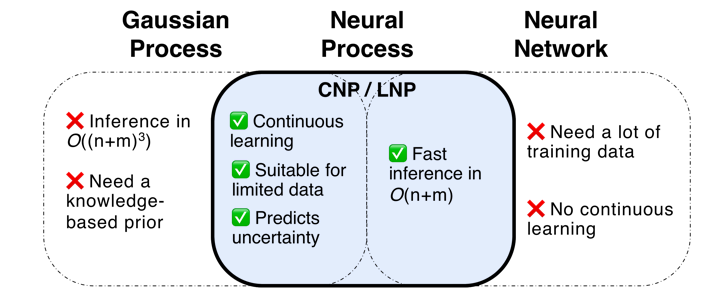 Gaussian
Process
Neural
Process
Neural
Network
CNP / LNP
❌ Inference in
O((n+m)³)
❌ Need a
knowledge-
based prior
✅ Continuous
learning
✅ Suitable for
limited data
✅ Predicts
uncertainty
✅ Fast
inference in
O(n+m)
❌ Need a lot of
training data
❌ No continuous
learning